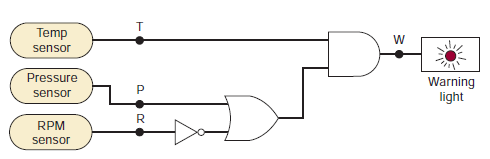 Temp
sensor
T
W
Pressure
sensor
P
Warning
light
RPM
sensor
R